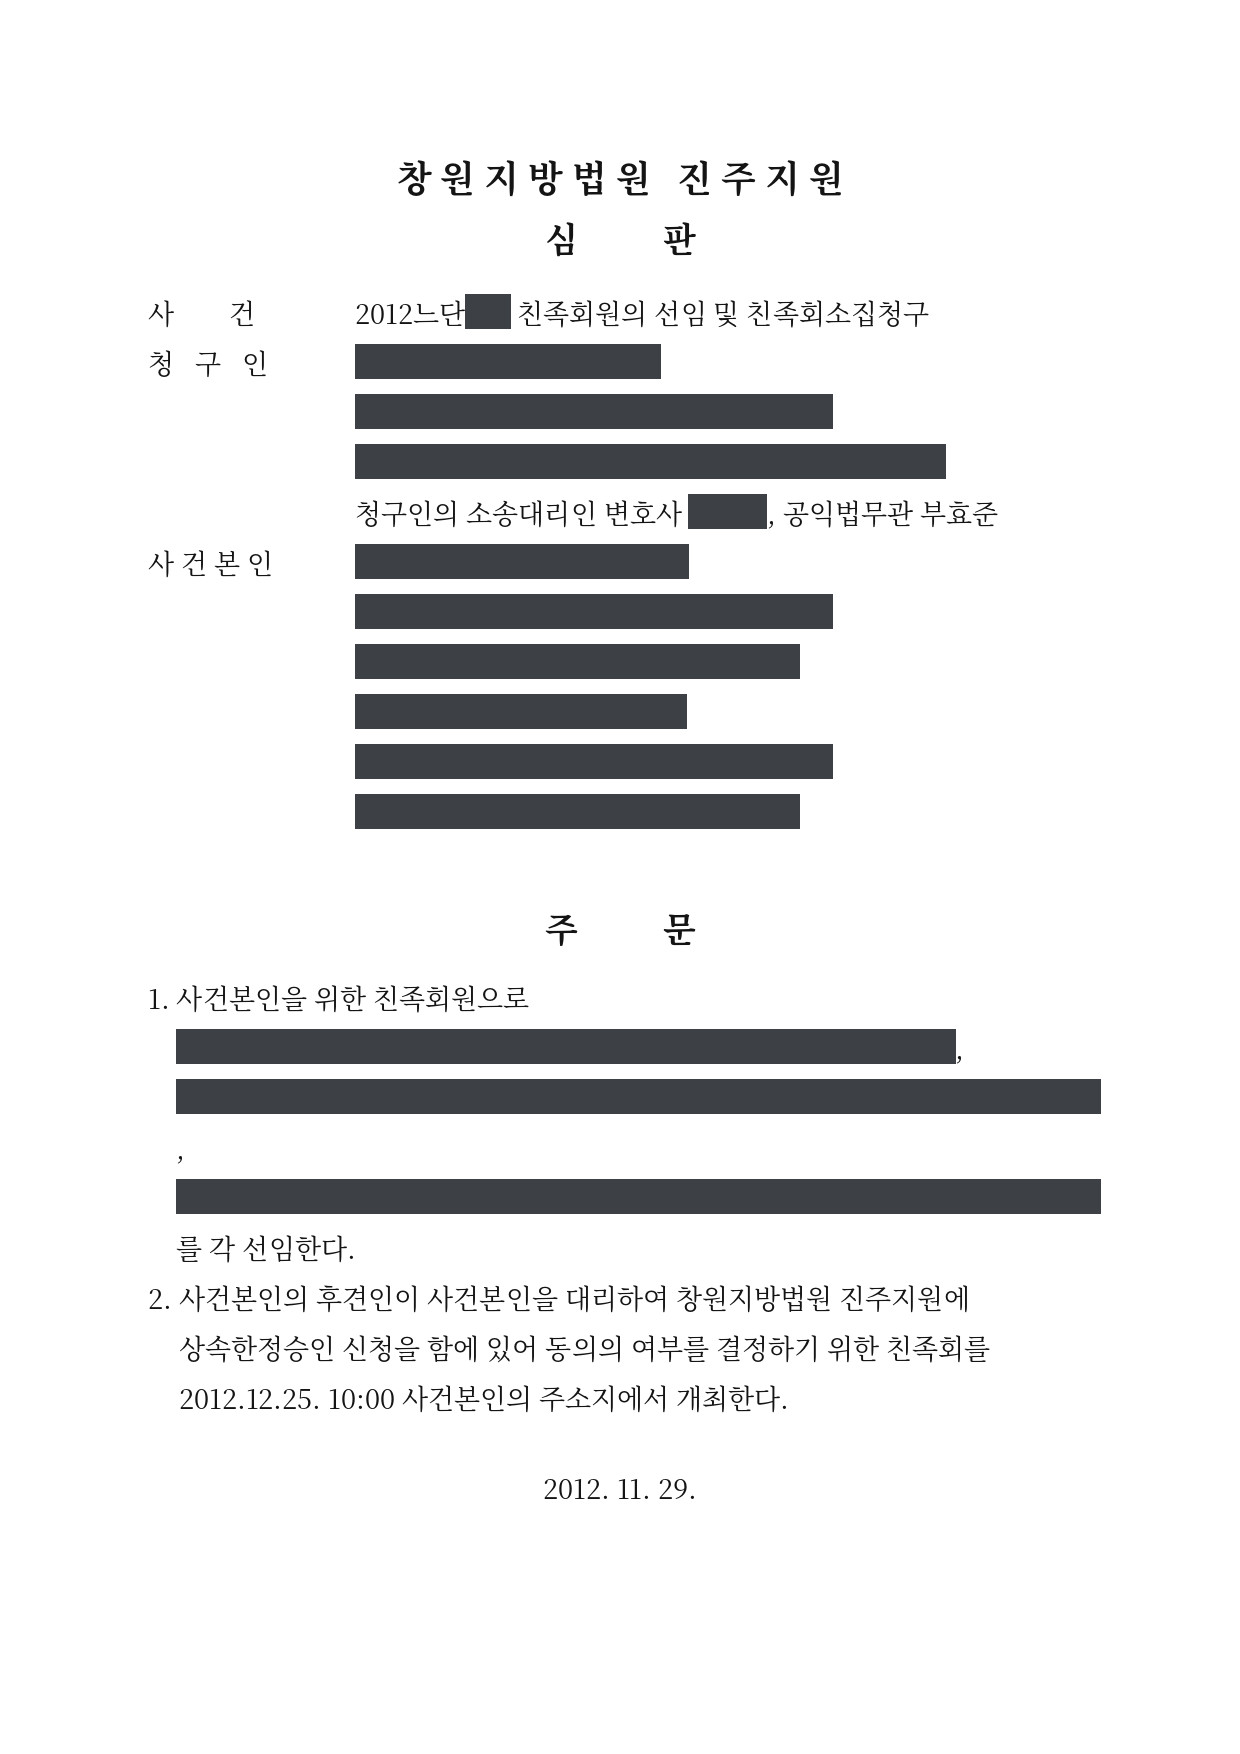 창원지방법원 진주지원
심 판
사 건 2012느단 친족회원의 선임 및 친족회소집청구
청 구 인
청구인의 소송대리인 변호사 , 공익법무관 부효준
사 건 본 인
주 문
1. 사건본인을 위한 친족회원으로
,
,
를 각 선임한다.
2. 사건본인의 후견인이 사건본인을 대리하여 창원지방법원 진주지원에
상속한정승인 신청을 함에 있어 동의의 여부를 결정하기 위한 친족회를
2012.12.25. 10:00 사건본인의 주소지에서 개최한다.
2012. 11. 29.